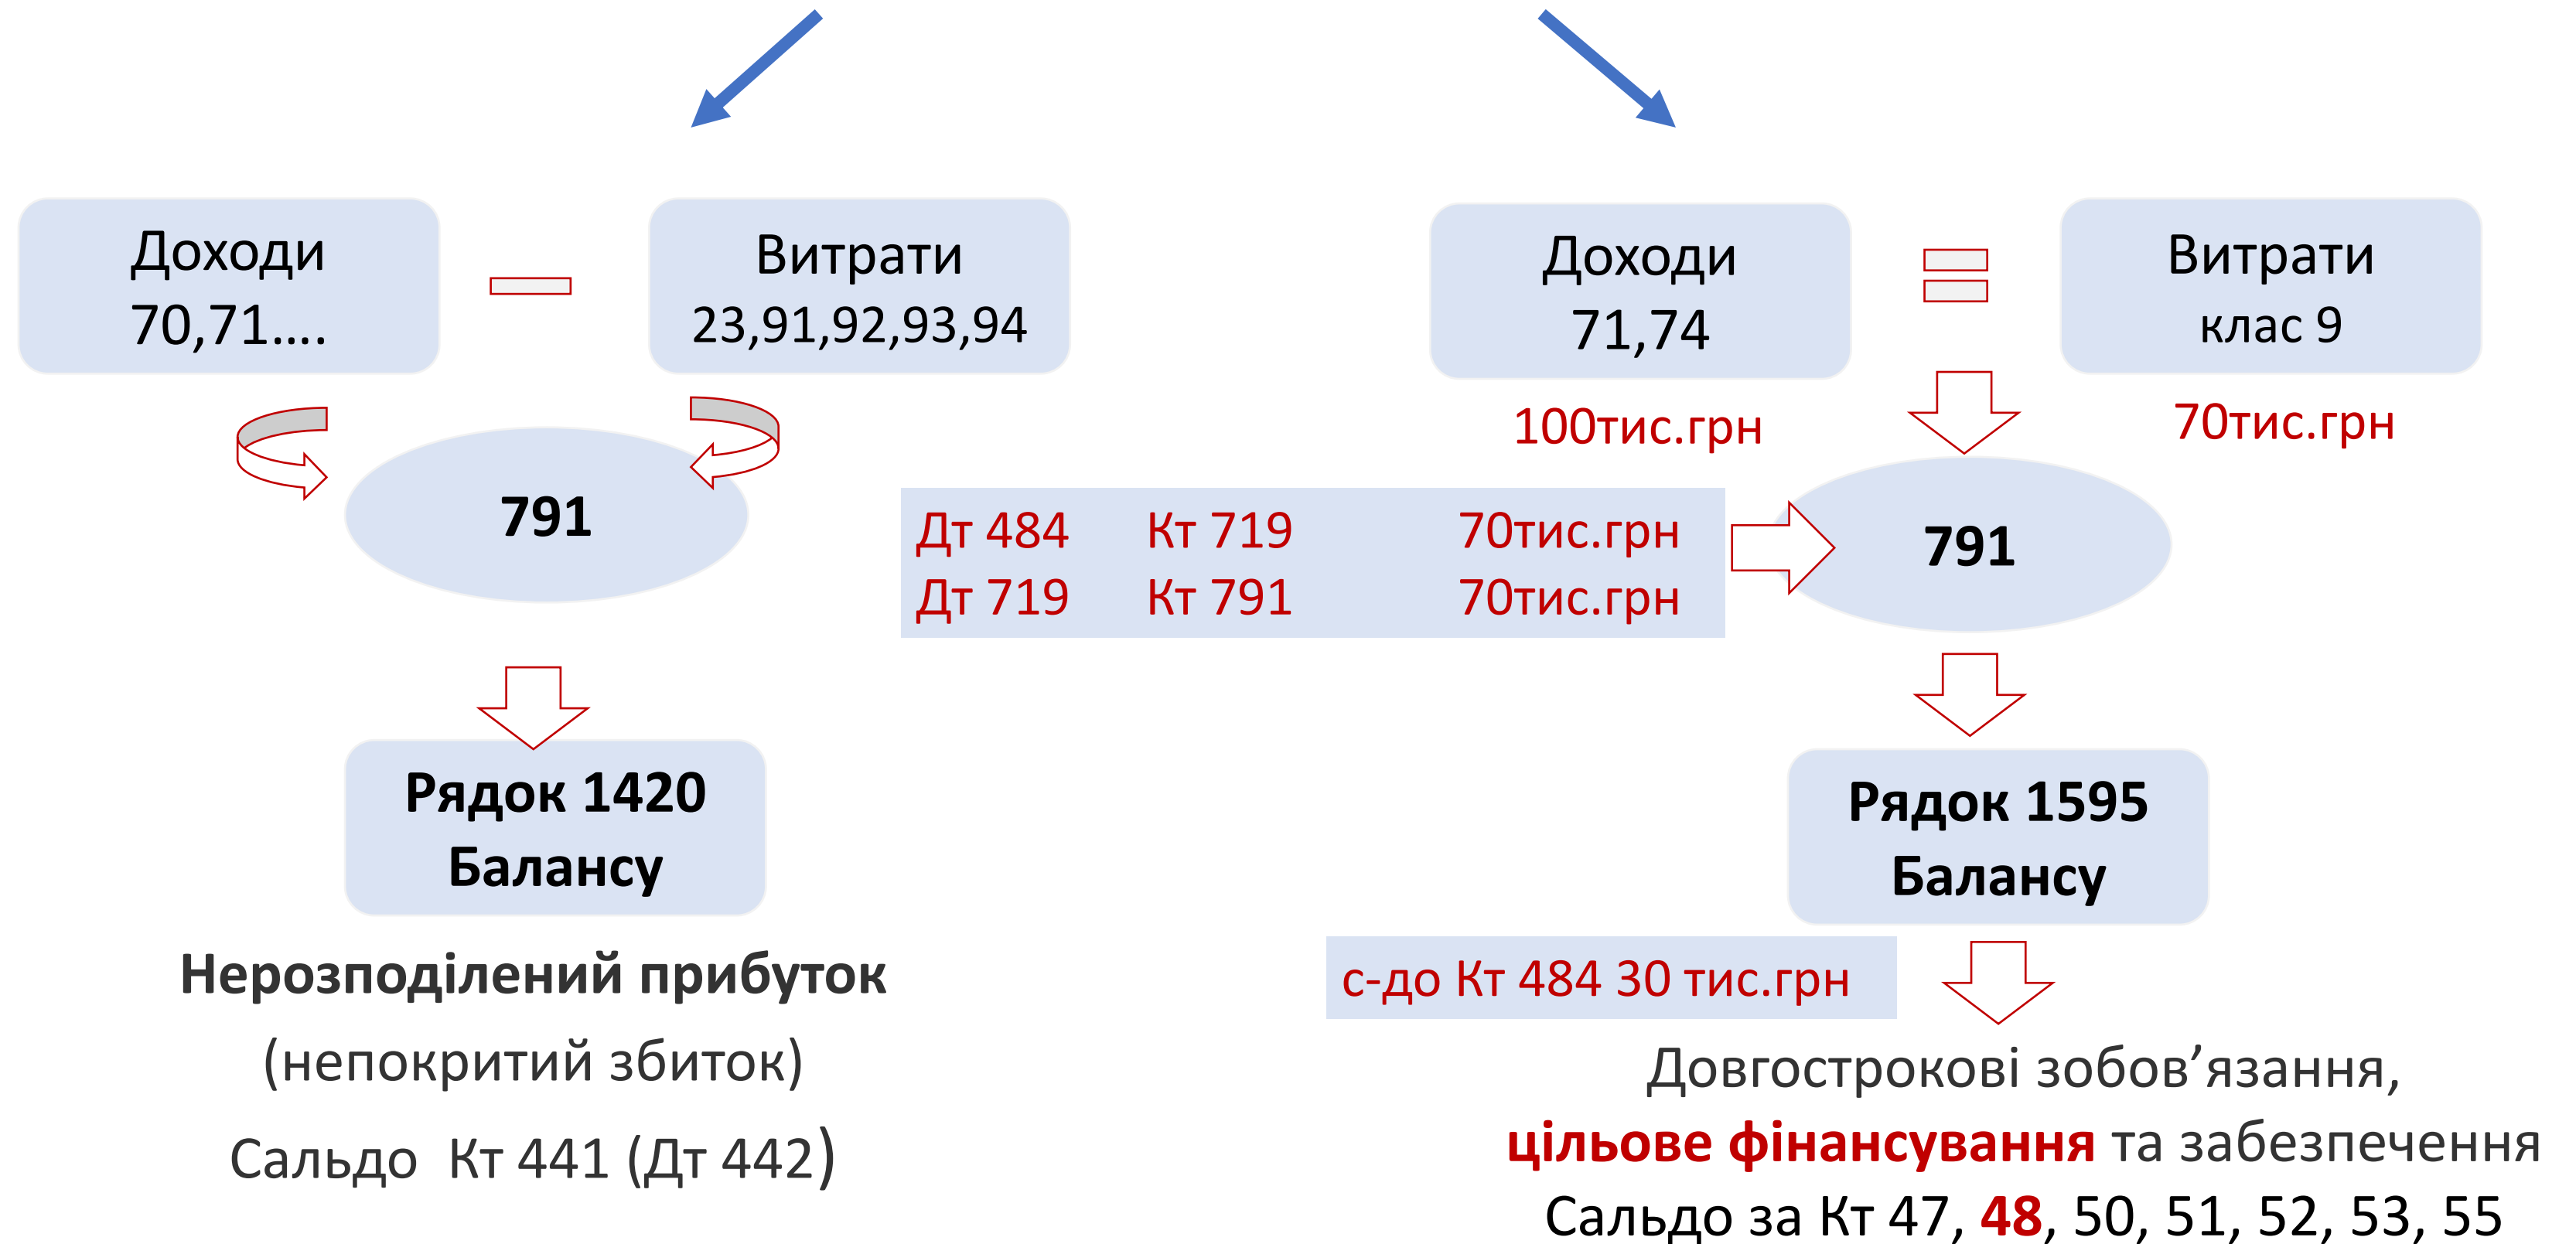 Доходи
70,71....
Витрати
23,91,92,93,94
791
Рядок 1420
Балансу
Нерозподілений прибуток
(непокритий збиток)
Сальдо Кт 441 (Дт 442)
Доходи
71,74
Витрати
клас 9
100тис.грн
70тис.грн
Дт 484 Кт 719 70тис.грн
Дт 719 Кт 791 70тис.грн
791
Рядок 1595
Балансу
с-до Кт 484 30 тис.грн
Довгострокові зобов’язання,
цільове фінансування та забезпечення
Сальдо за Кт 47, 48, 50, 51, 52, 53, 55